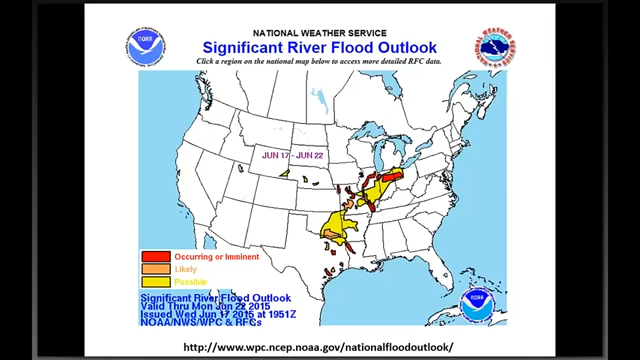 NATIONAL WEATHER SERVICE
Significant River Flood Outlook
Click a region on the national map below to access more detailed RFC data.
NOAA
JUN 17 - JUN 22
Occurring or Imminent
Likely
Possible
Significant River Flood Outlook
Valid Thru Mon Jun 22 2015
Issued Wed Jun 17 2015 at 1951Z
NOAA/NWS/WPC & RFCs
http://www.wpc.ncep.noaa.gov/nationalfloodoutlook/